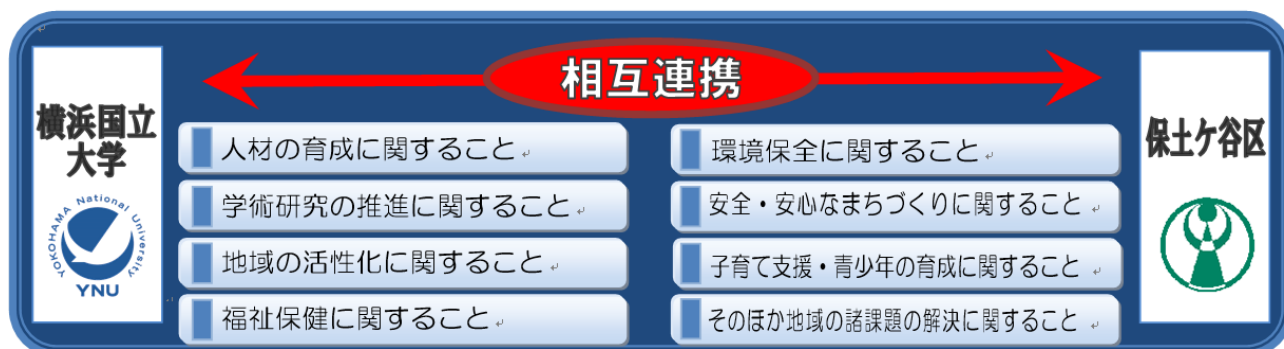 相互連携
横浜国立
大学
YOKOHAMA National University
YNU
人材の育成に関すること
学術研究の推進に関すること
地域の活性化に関すること
福祉保健に関すること
環境保全に関すること
安全・安心なまちづくりに関すること
子育て支援・青少年の育成に関すること
そのほか地域の諸課題の解決に関すること
保土ケ谷区